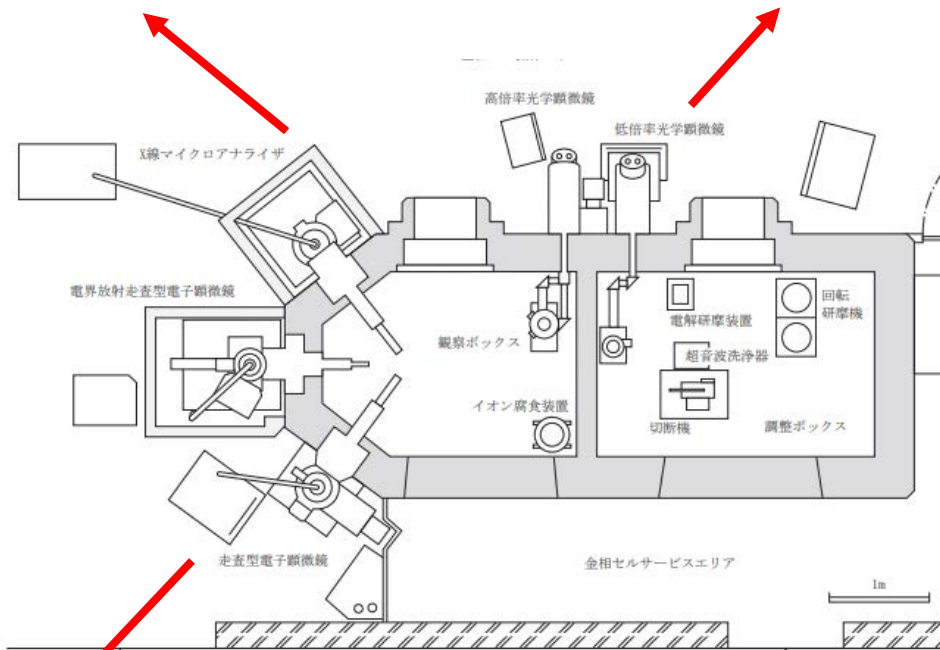 高倍率光学顕微鏡
低倍率光学顕微鏡
X線マイクロアナライザ
電界放射走査型電子顕微鏡
観察ボックス
電解研摩装置
回転
研摩機
超音波洗浄器
イオン腐食装置
切断機
調整ボックス
走査型電子顕微鏡
金相セルサービスエリア
1m